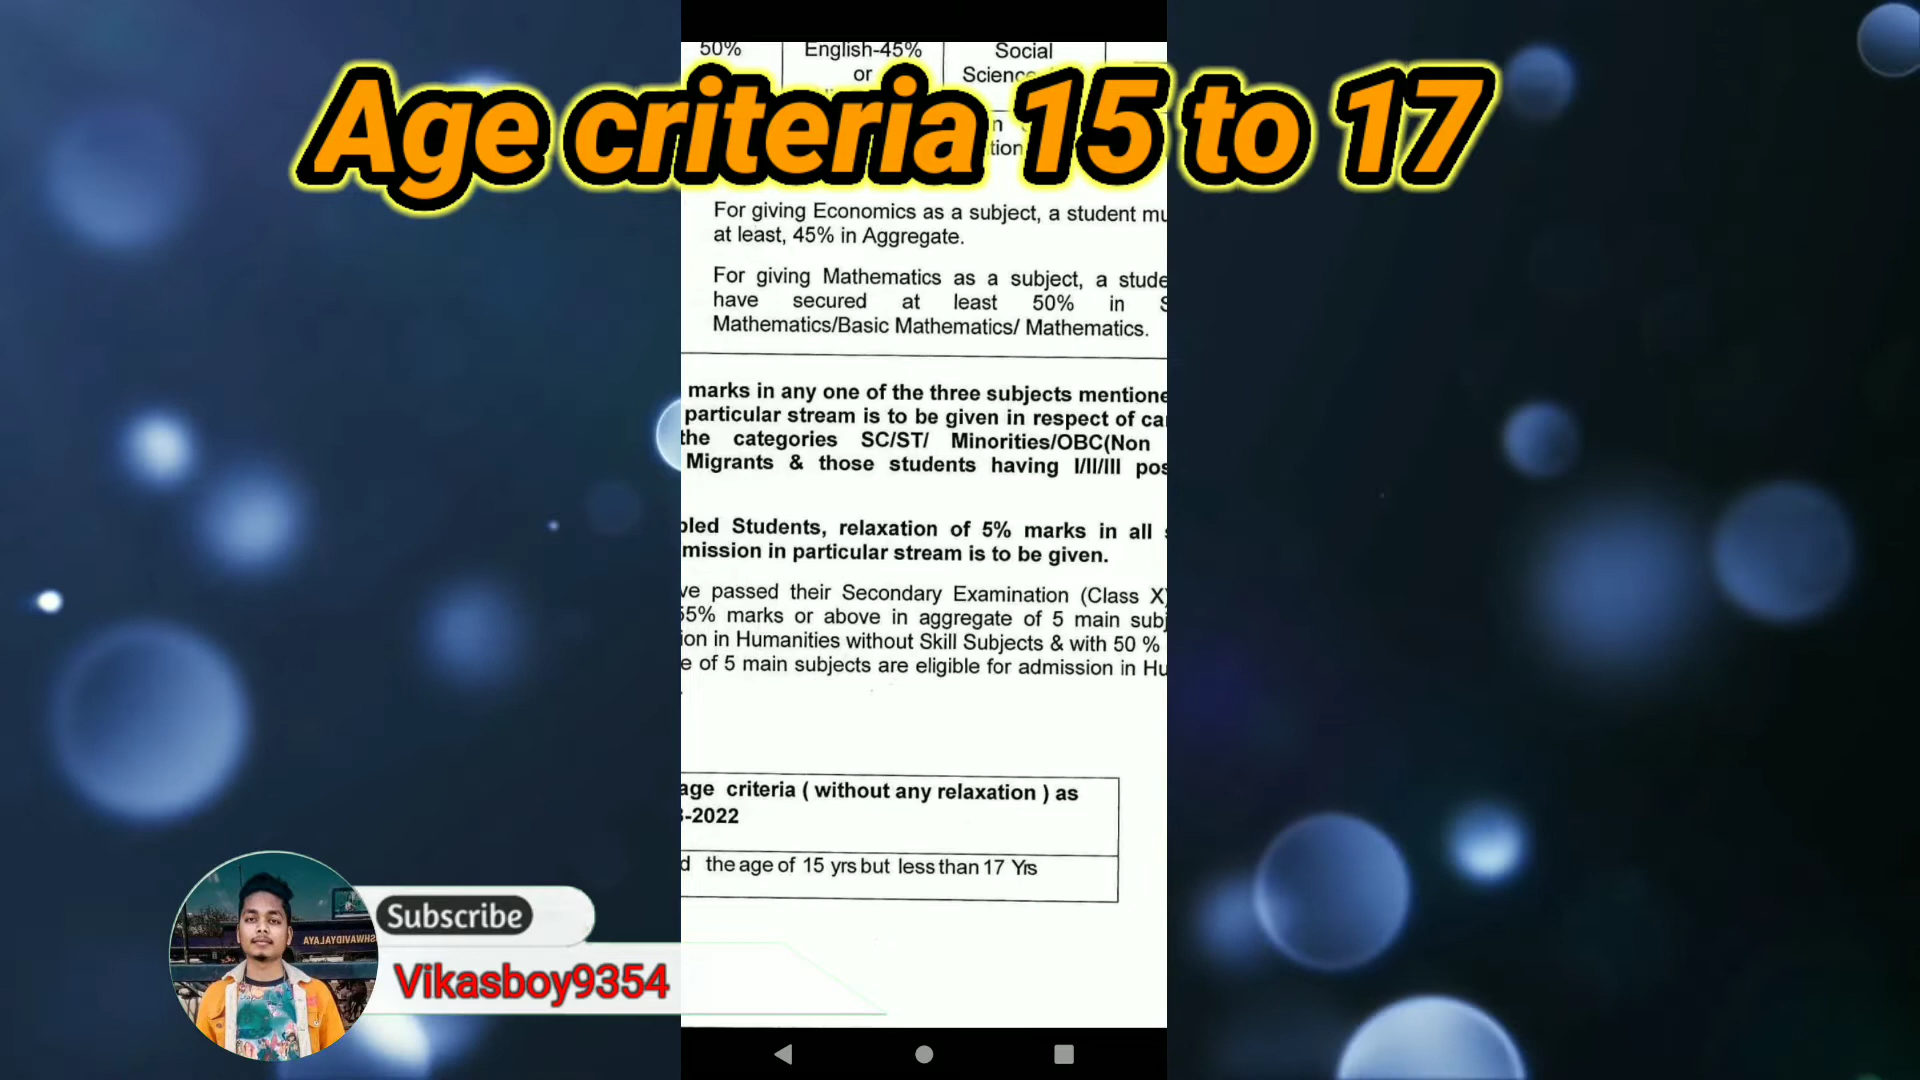 50%
English-45%
or
Social
Science
Age criteria 15 to 17
n
tion
For giving Economics as a subject, a student mu
at least, 45% in Aggregate.
For giving Mathematics as a subject, a stude
have secured at least 50% in S
Mathematics/Basic Mathematics/ Mathematics.
marks in any one of the three subjects mentione
particular stream is to be given in respect of ca
the categories SC/ST/ Minorities/OBC(Non
Migrants & those students having I/II/III pos
bled Students, relaxation of 5% marks in all
mission in particular stream is to be given.
ve passed their Secondary Examination (Class X)
55% marks or above in aggregate of 5 main subj
ion in Humanities without Skill Subjects & with 50 %
e of 5 main subjects are eligible for admission in Hu
age criteria ( without any relaxation ) as
-2022
d the age of 15 yrs but less than 17 Yrs
Subscribe
SHWAVIDYALAYA
Vikasboy9354